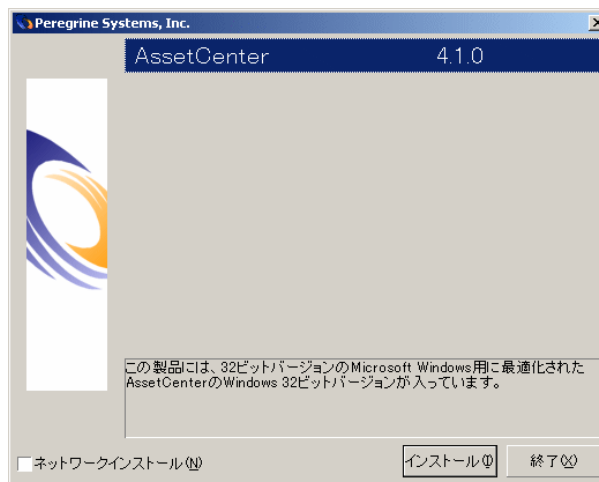 Peregrine Systems, Inc.
AssetCenter 4.1.0
この製品には、32ビットバージョンのMicrosoft Windows用に最適化された
AssetCenterのWindows 32ビットバージョンが入っています。
ネットワークインストール(N)
インストール(I) 終了(X)